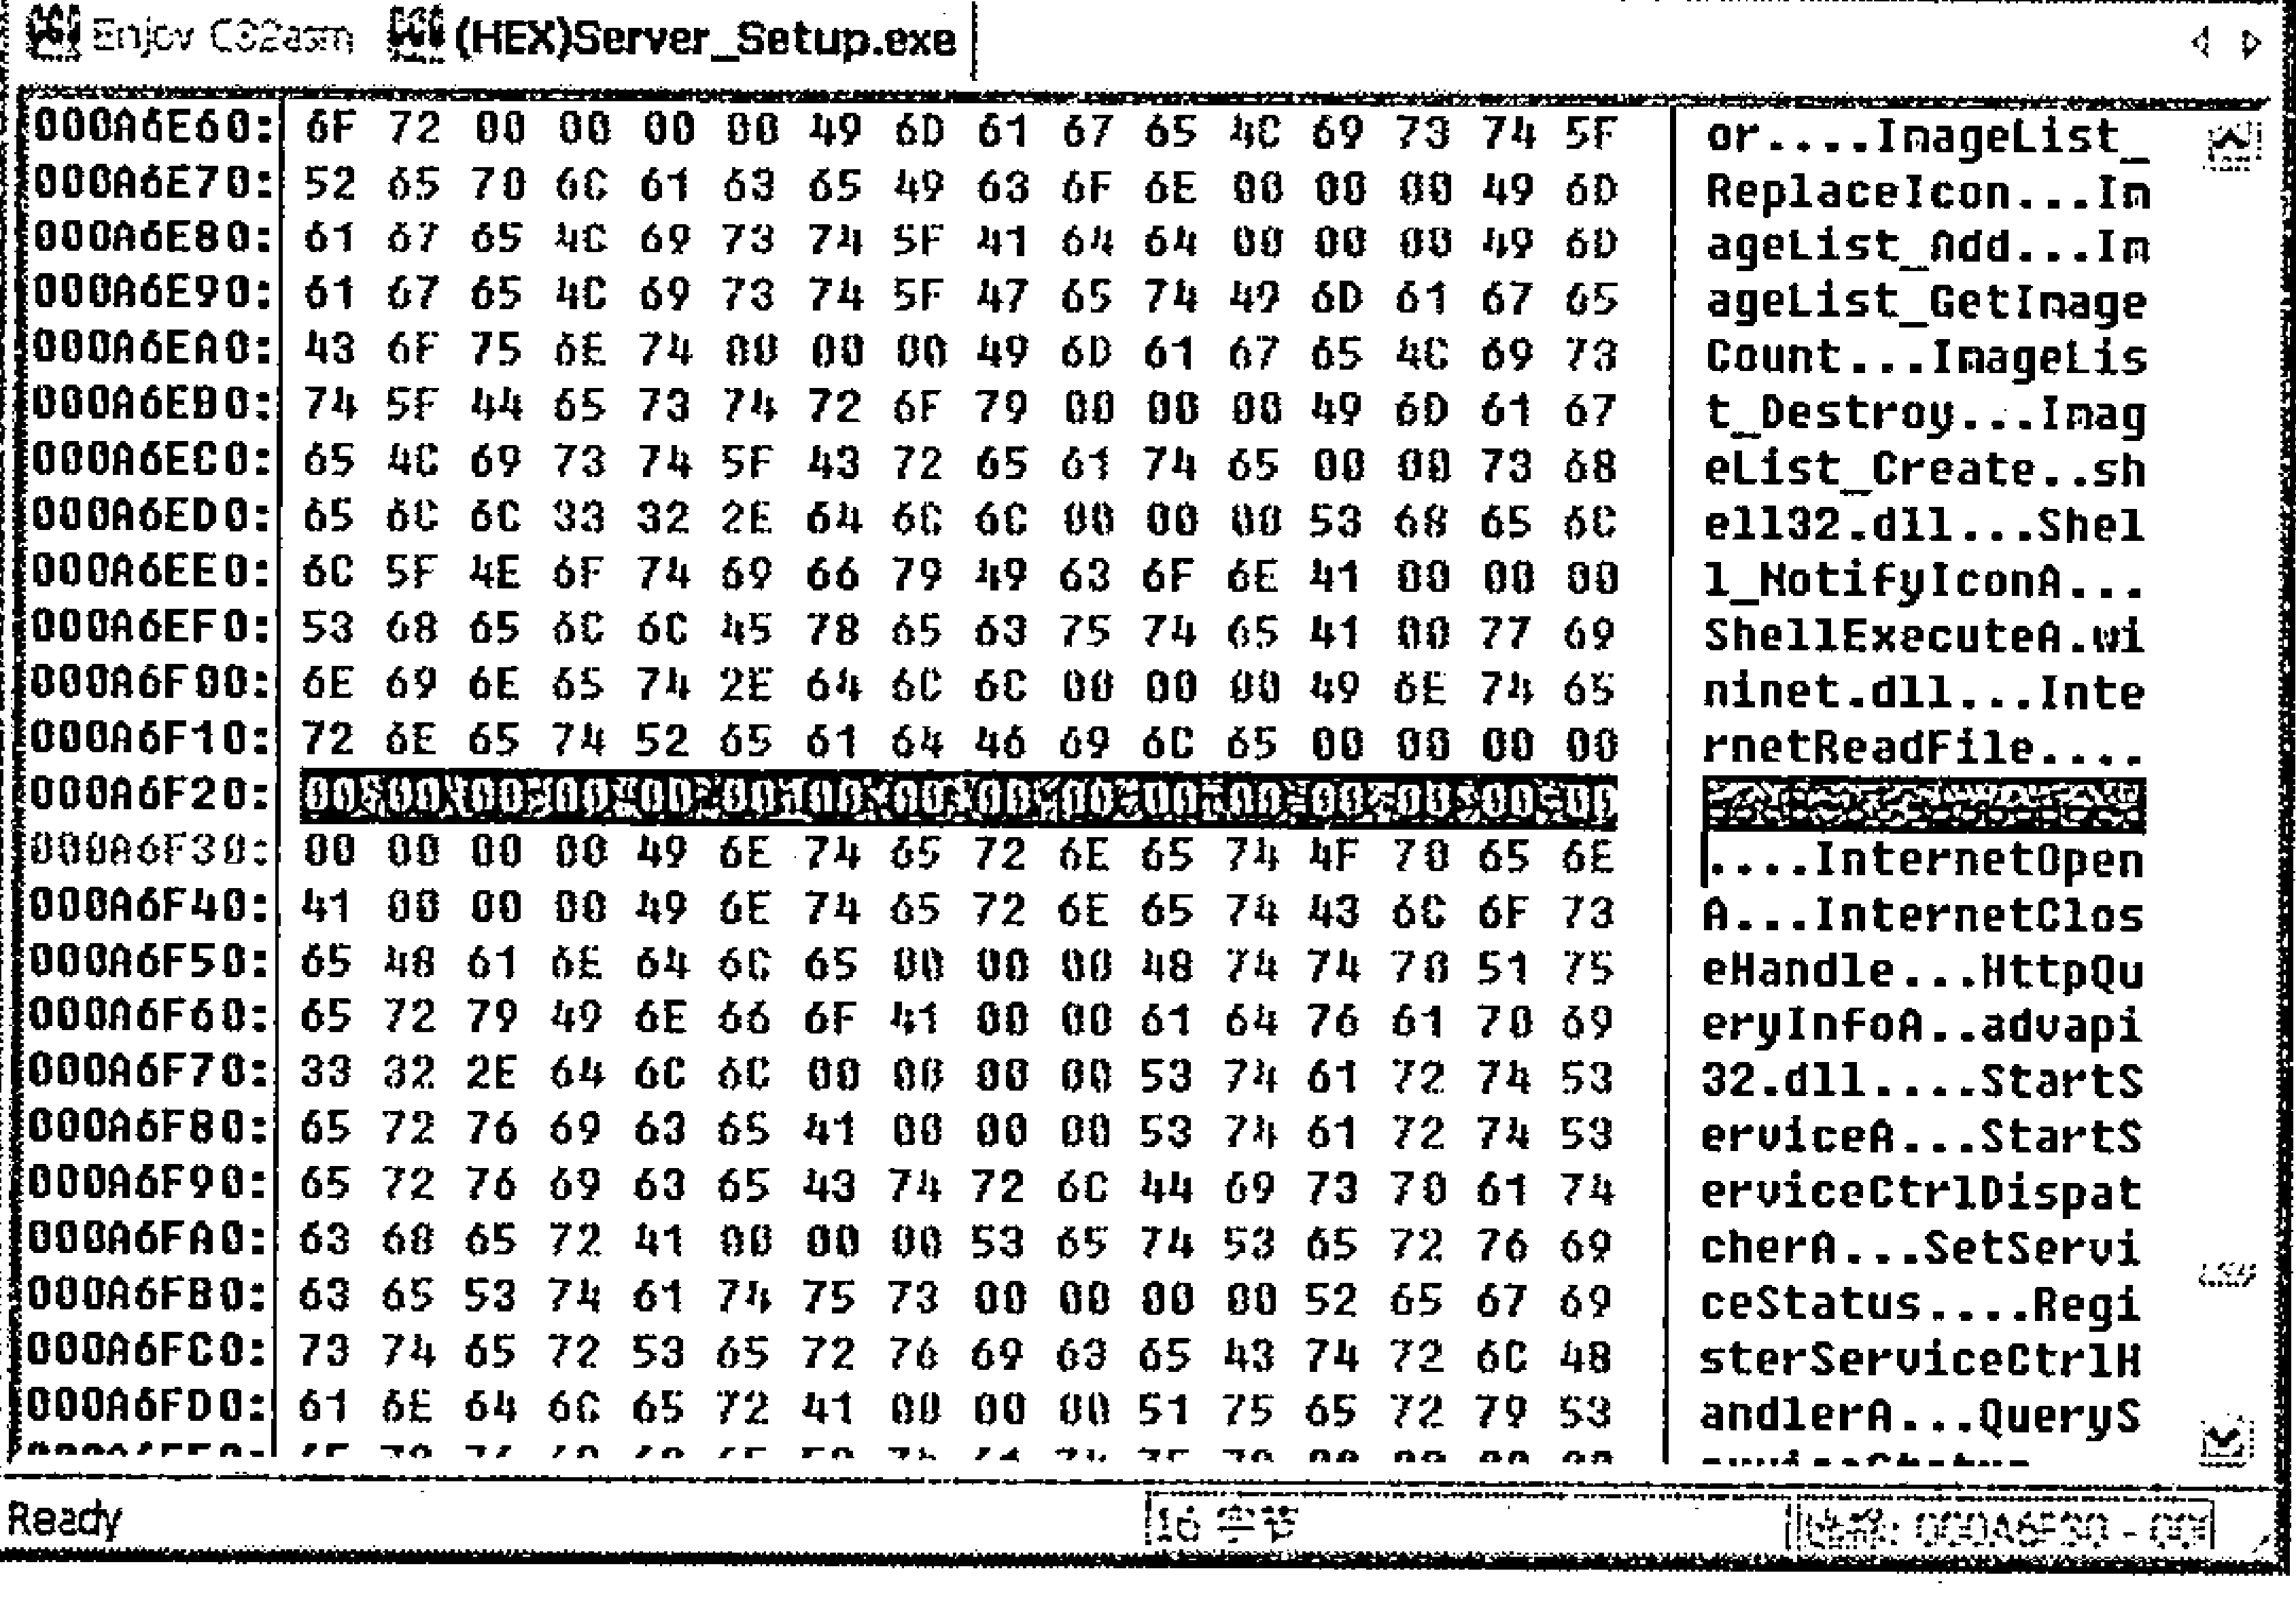 Enjoy C32asm (HEX)Server_Setup.exe
000A6E60: 6F 72 00 00 00 00 49 6D 61 67 65 4C 69 73 74 5F or....ImageList_
000A6E70: 52 65 70 6C 61 63 65 49 63 6F 6E 00 00 00 49 6D ReplaceIcon...Im
000A6E80: 61 67 65 4C 69 73 74 5F 41 64 64 00 00 00 49 6D ageList_Add...Im
000A6E90: 61 67 65 4C 69 73 74 5F 47 65 74 49 6D 61 67 65 ageList_GetImage
000A6EA0: 43 6F 75 6E 74 00 00 00 49 6D 61 67 65 4C 69 73 Count...ImageLis
000A6EB0: 74 5F 44 65 73 74 72 6F 79 00 00 00 49 6D 61 67 t_Destroy...Imag
000A6EC0: 65 4C 69 73 74 5F 43 72 65 61 74 65 00 00 73 68 eList_Create..sh
000A6ED0: 65 6C 6C 33 32 2E 64 6C 6C 00 00 00 53 68 65 6C ell32.dll...Shel
000A6EE0: 6C 5F 4E 6F 74 69 66 79 49 63 6F 6E 41 00 00 00 l_NotifyIconA...
000A6EF0: 53 68 65 6C 6C 45 78 65 63 75 74 65 41 00 77 69 ShellExecuteA.wi
000A6F00: 6E 69 6E 65 74 2E 64 6C 6C 00 00 00 49 6E 74 65 ninet.dll...Inte
000A6F10: 72 6E 65 74 52 65 61 64 46 69 6C 65 00 00 00 00 rnetReadFile....
000A6F20: 00 00 00 00 00 00 00 00 00 00 00 00 00 00 00 00
000A6F30: 00 00 00 00 49 6E 74 65 72 6E 65 74 4F 70 65 6E ....InternetOpen
000A6F40: 41 00 00 00 49 6E 74 65 72 6E 65 74 43 6C 6F 73 A...InternetClos
000A6F50: 65 48 61 6E 64 6C 65 00 00 00 48 74 74 70 51 75 eHandle...HttpQu
000A6F60: 65 72 79 49 6E 66 6F 41 00 00 61 64 76 61 70 69 eryInfoA..advapi
000A6F70: 33 32 2E 64 6C 6C 00 00 00 00 53 74 61 72 74 53 32.dll....StartS
000A6F80: 65 72 76 69 63 65 41 00 00 00 53 74 61 72 74 53 erviceA...StartS
000A6F90: 65 72 76 69 63 65 43 74 72 6C 44 69 73 70 61 74 erviceCtrlDispat
000A6FA0: 63 68 65 72 41 00 00 00 53 65 74 53 65 72 76 69 cherA...SetServi
000A6FB0: 63 65 53 74 61 74 75 73 00 00 00 00 52 65 67 69 ceStatus....Regi
000A6FC0: 73 74 65 72 53 65 72 76 69 63 65 43 74 72 6C 48 sterServiceCtrlH
000A6FD0: 61 6E 64 6C 65 72 41 00 00 00 51 75 65 72 79 53 andlerA...QueryS
Ready 16 字节 000A6F30 - 00